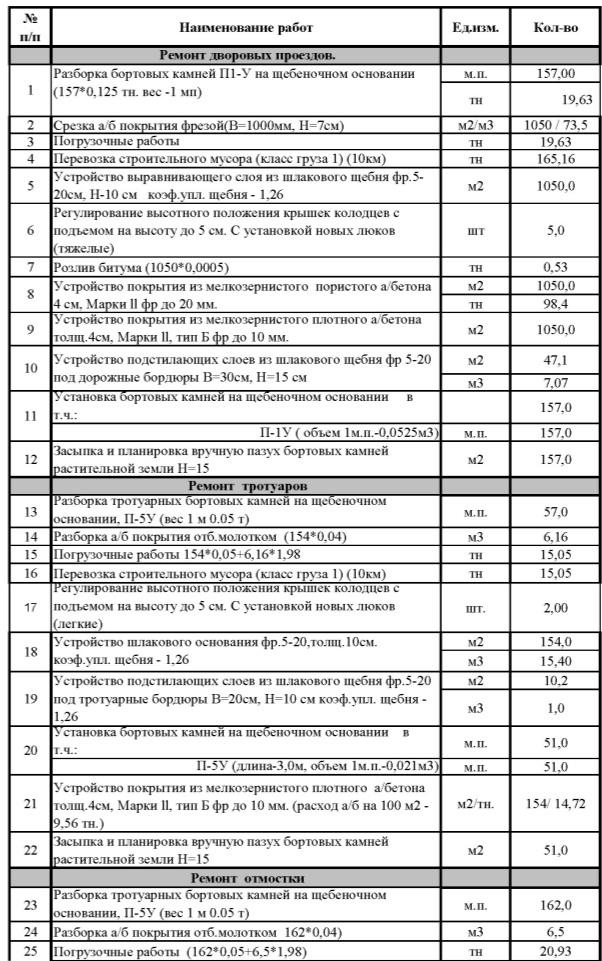 № п/п Наименование работ Ед.изм. Кол-во
Ремонт дворовых проездов.
1 Разборка бортовых камней П1-У на щебеночном основании м.п. 157,00
(157*0,125 тн. вес -1 мп) тн 19,63
2 Срезка а/б покрытия фрезой(В=1000мм, Н=7см) м2/м3 1050 / 73,5
3 Погрузочные работы тн 19,63
4 Перевозка строительного мусора (класс груза 1) (10км) тн 165,16
5 Устройство выравнивающего слоя из шлакового щебня фр.5-
20см, Н-10 см коэф.упл. щебня - 1,26 м2 1050,0
6 Регулирование высотного положения крышек колодцев с
подъемом на высоту до 5 см. С установкой новых люков шт 5,0
(тяжелые)
7 Розлив битума (1050*0,0005) тн 0,53
8 Устройство покрытия из мелкозернистого пористого а/бетона м2 1050,0
4 см, Марки ll фр до 20 мм. тн 98,4
9 Устройство покрытия из мелкозернистого плотного а/бетона
толщ.4см, Марки ll, тип Б фр до 10 мм. м2 1050,0
10 Устройство подстилающих слоев из шлакового щебня фр 5-20 м2 47,1
под дорожные бордюры В=30см, Н=15 см м3 7,07
11 Установка бортовых камней на щебеночном основании в
т.ч.: 157,0
П-1У ( объем 1м.п.-0,0525м3) м.п. 157,0
12 Засыпка и планировка вручную пазух бортовых камней
растительной земли Н=15 м2 157,0
Ремонт тротуаров
13 Разборка тротуарных бортовых камней на щебеночном
основании, П-5У (вес 1 м 0.05 т) м.п. 57,0
14 Разборка а/б покрытия отб.молотком (154*0,04) м3 6,16
15 Погрузочные работы 154*0,05+6,16*1,98 тн 15,05
16 Перевозка строительного мусора (класс груза 1) (10км) тн 15,05
17 Регулирование высотного положения крышек колодцев с
подъемом на высоту до 5 см. С установкой новых люков шт. 2,00
(легкие)
18 Устройство шлакового основания фр.5-20,толщ.10см. м2 154,0
коэф.упл. щебня - 1,26 м3 15,40
19 Устройство подстилающих слоев из шлакового щебня фр.5-20 м2 10,2
под тротуарные бордюры В=20см, Н=10 см коэф.упл. щебня - м3 1,0
1,26
20 Установка бортовых камней на щебеночном основании в
т.ч.: м.п. 51,0
П-5У (длина-3,0м, объем 1м.п.-0,021м3) м.п. 51,0
21 Устройство покрытия из мелкозернистого плотного а/бетона
толщ.4см, Марки ll, тип Б фр до 10 мм. (расход а/б на 100 м2 - м2/тн. 154/ 14,72
9,56 тн.)
22 Засыпка и планировка вручную пазух бортовых камней
растительной земли Н=15 м2 51,0
Ремонт отмостки
23 Разборка тротуарных бортовых камней на щебеночном
основании, П-5У (вес 1 м 0.05 т) м.п. 162,0
24 Разборка а/б покрытия отб.молотком 162*0,04) м3 6,5
25 Погрузочные работы (162*0,05+6,5*1,98) тн 20,93